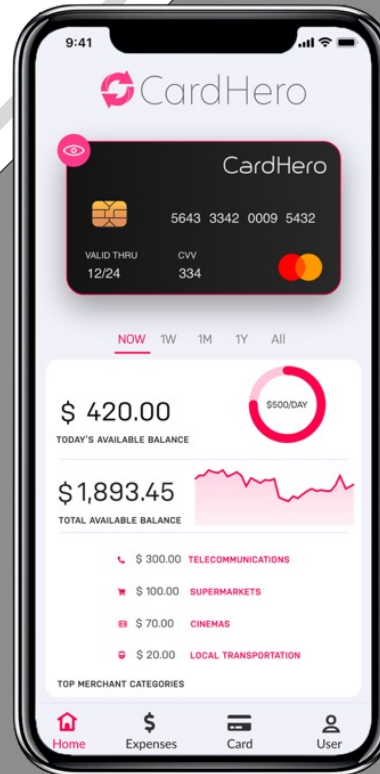 9:41
CardHero
CardHero
5643 3342 0009 5432
VALID THRU CVV
12/24 334
NOW 1W 1M 1Y All
$ 420.00
TODAY'S AVAILABLE BALANCE
$500/DAY
$1,893.45
TOTAL AVAILABLE BALANCE
$ 300.00 TELECOMMUNICATIONS
$ 100.00 SUPERMARKETS
$ 70.00 CINEMAS
$ 20.00 LOCAL TRANSPORTATION
TOP MERCHANT CATEGORIES
Home Expenses Card User